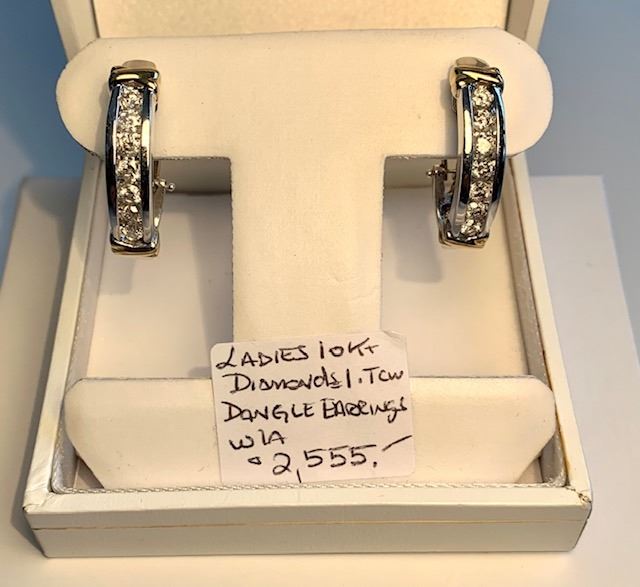 LADIES 10Kt
DIAMONDS 1. TCW
DANGLE EARRINGS
W/A
2,555.-